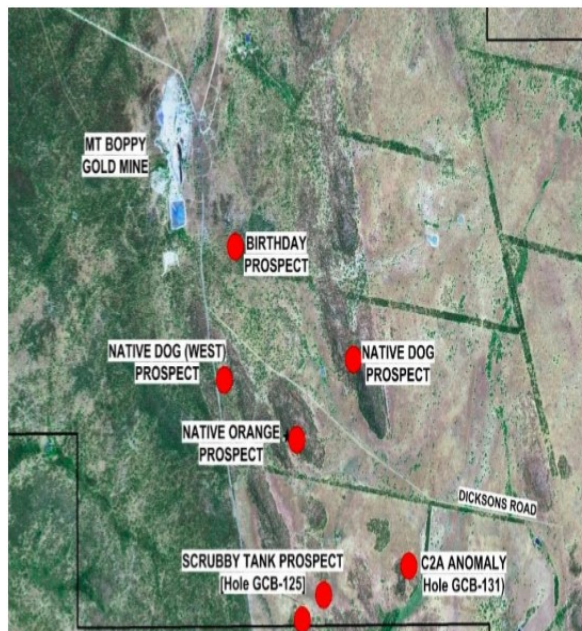 MT BOPPY
GOLD MINE
BIRTHDAY
PROSPECT
NATIVE DOG (WEST)
PROSPECT
NATIVE DOG
PROSPECT
NATIVE ORANGE
PROSPECT
DICKSONS ROAD
SCRUBBY TANK PROSPECT
[Hole GCB-125]
C2A ANOMALY
Hole GCB-131)